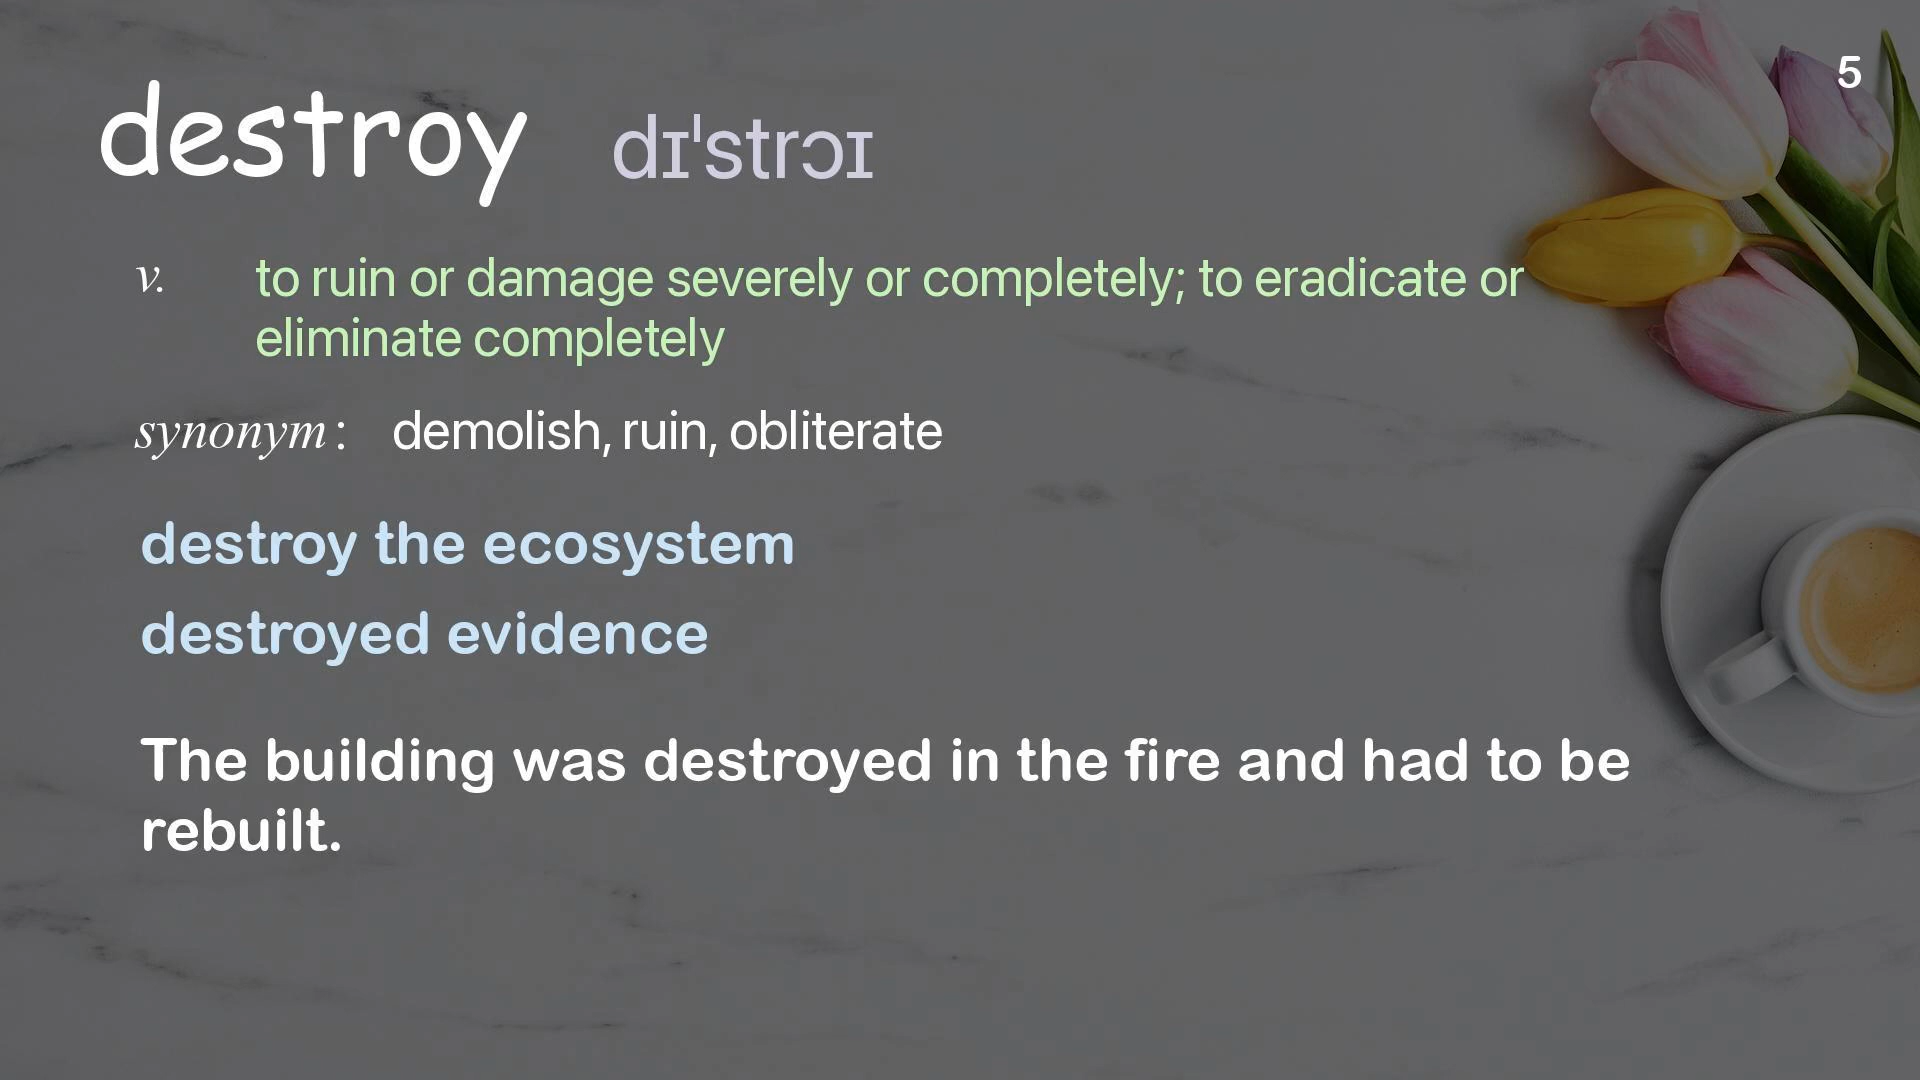 5
destroy dɪˈstrɔɪ
v. to ruin or damage severely or completely; to eradicate or
eliminate completely
synonym : demolish, ruin, obliterate
destroy the ecosystem
destroyed evidence
The building was destroyed in the fire and had to be
rebuilt.